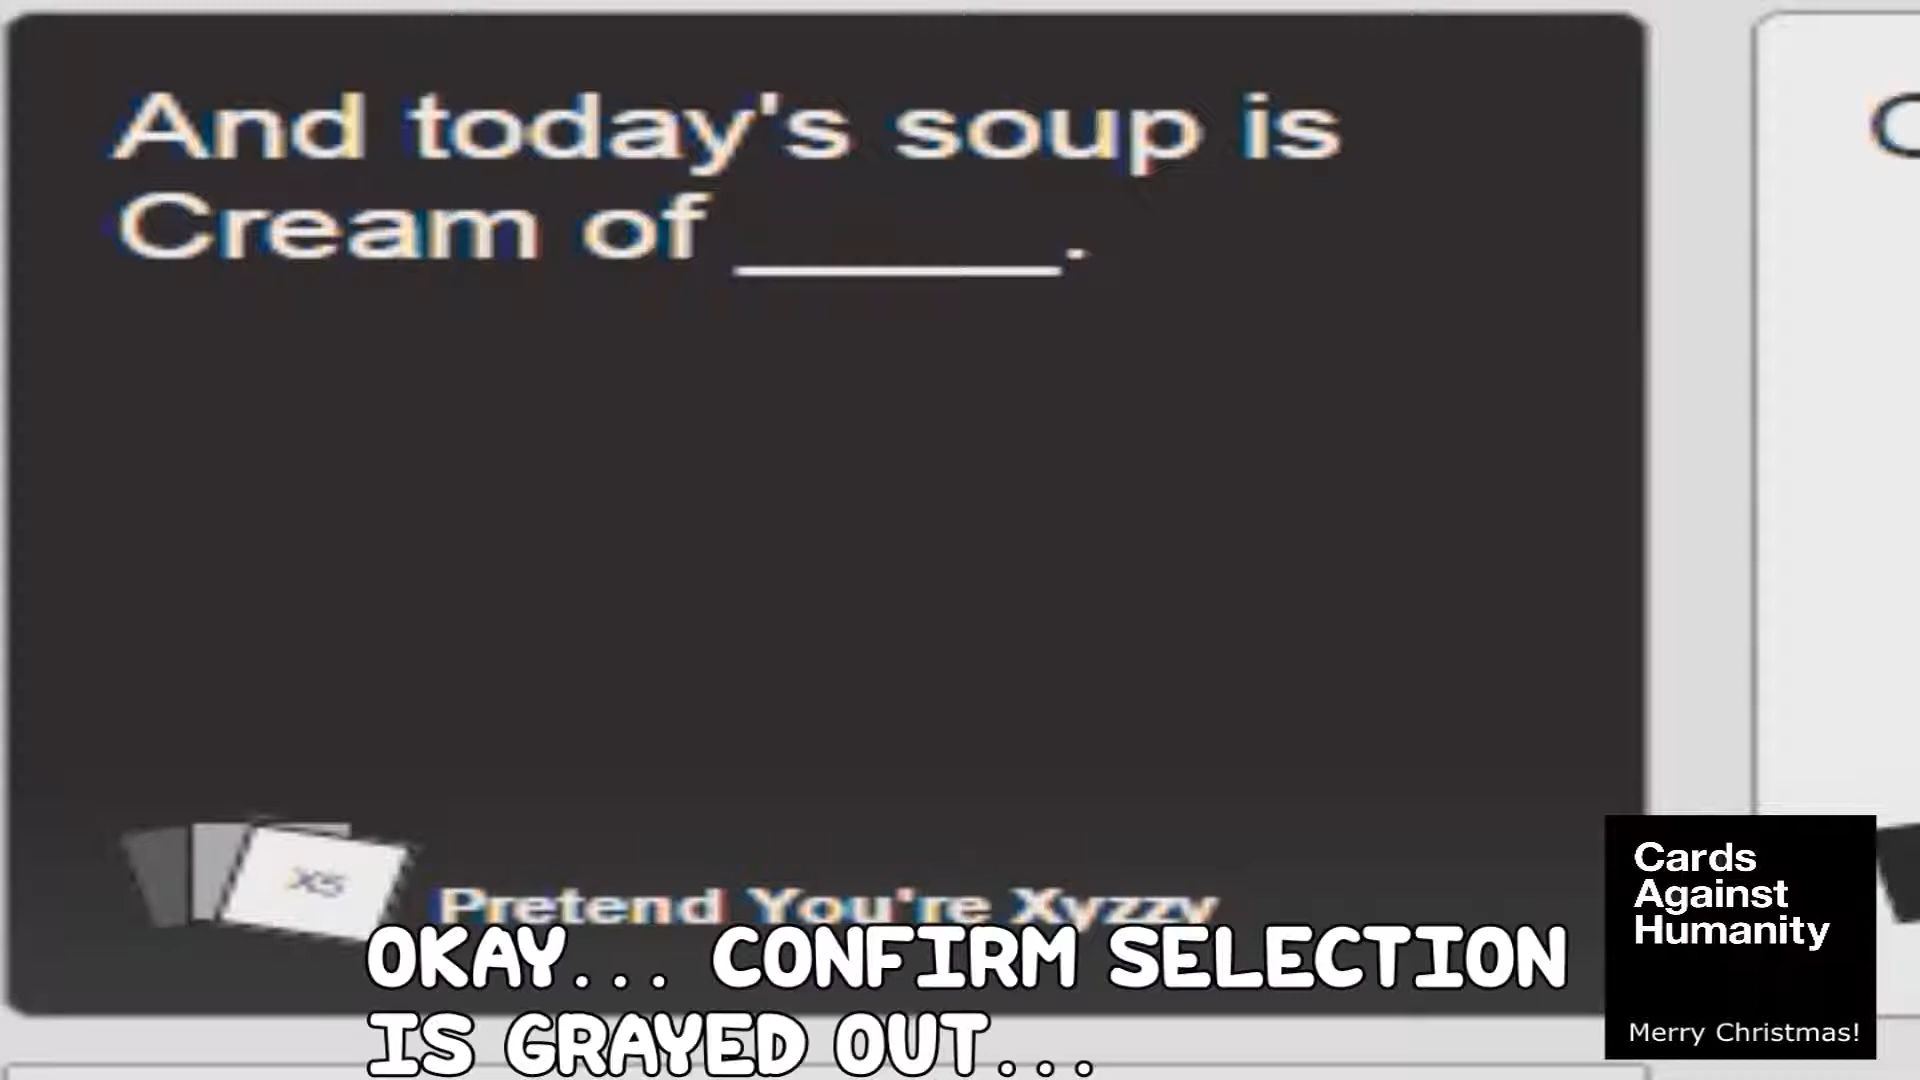 And today's soup is
Cream of ______.
X5
Pretend You're Xyzzy
OKAY... CONFIRM SELECTION
IS GRAYED OUT...
Cards
Against
Humanity
Merry Christmas!